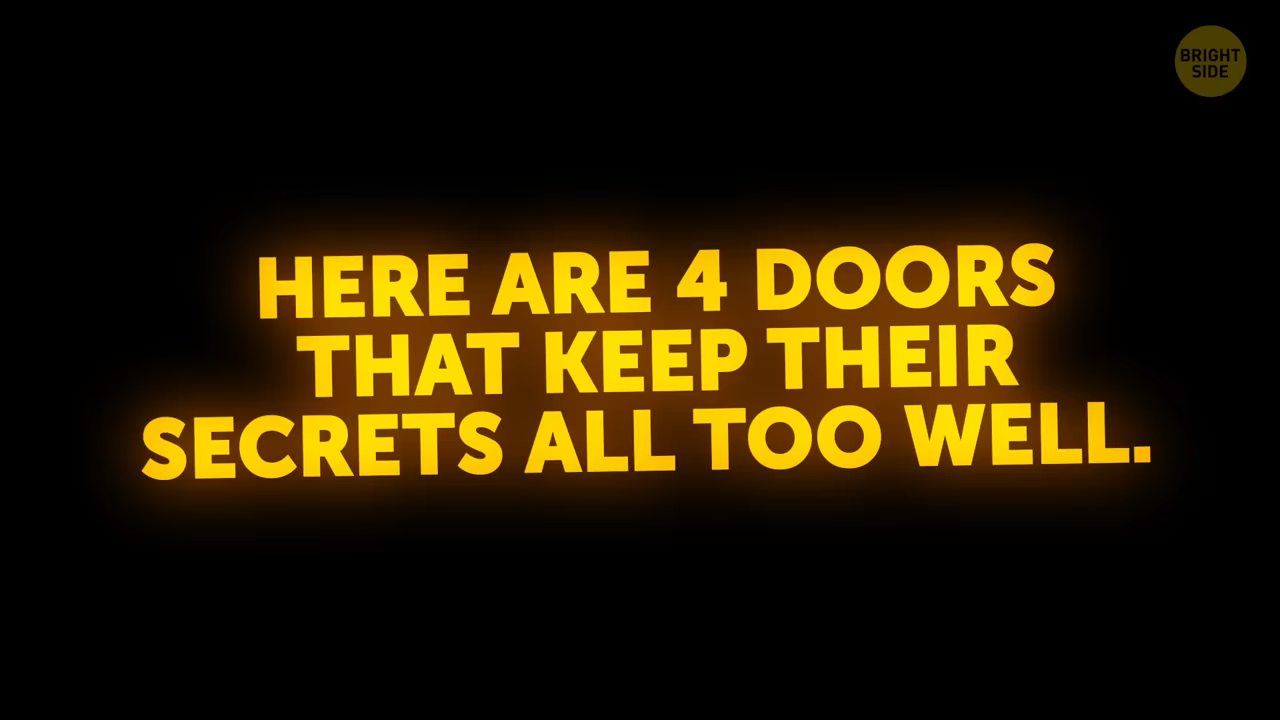 BRIGHT
SIDE
HERE ARE 4 DOORS
THAT KEEP THEIR
SECRETS ALL TOO WELL.